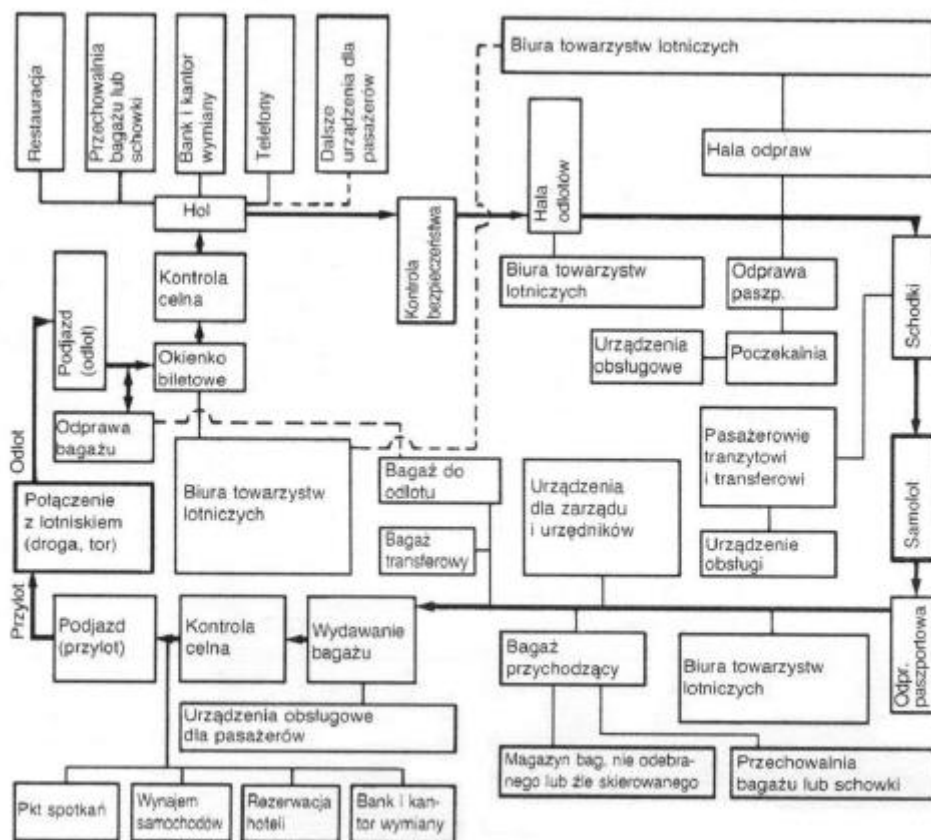 Restauracja
Przechowalnia
bagażu lub
schowki
Bank i kantor
wymiany
Telefony
Dalsze
urządzenia dla
pasażerów
Biura towarzystw lotniczych
Hala odpraw
Hol
Kontrola
bezpieczeństwa
Hala
odlotów
Biura towarzystw
lotniczych
Odprawa
paszp.
Schodki
Kontrola
celna
Podjazd
(odlot)
Okienko
biletowe
Urządzenia
obsługowe
Poczekalnia
Odprawa
bagażu
Odlot
Biura towarzystw
lotniczych
Bagaż do
odlotu
Urządzenia
dla zarządu
i urzędników
Pasażerowie
tranzytowi
i transferowi
Samolot
Połączenie
z lotniskiem
(droga, tor)
Bagaż
transferowy
Urządzenie
obsługi
Przylot
Podjazd
(przylot)
Kontrola
celna
Wydawanie
bagażu
Bagaż
przychodzący
Biura towarzystw
lotniczych
Odpr.
paszportowa
Urządzenia obsługowe
dla pasażerów
Magazyn bag. nie odebra-
nego lub źle skierowanego
Przechowalnia
bagażu lub schowki
Pkt spotkań
Wynajem
samochodów
Rezerwacja
hoteli
Bank i kan-
tor wymiany